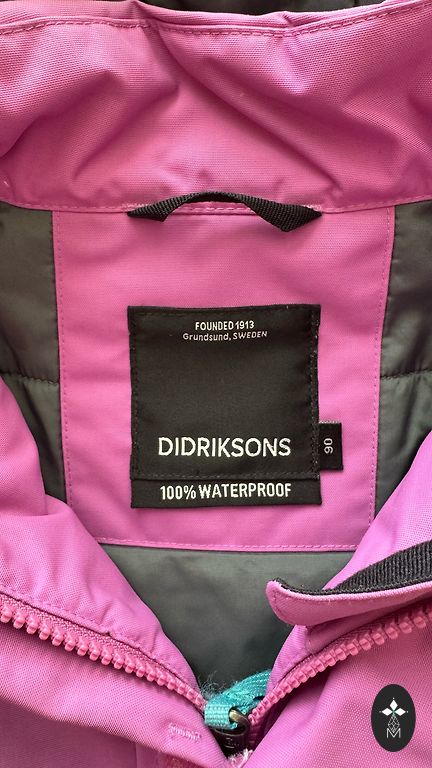 FOUNDED 1913
Grundsund, SWEDEN
DIDRIKSONS
90
100% WATERPROOF